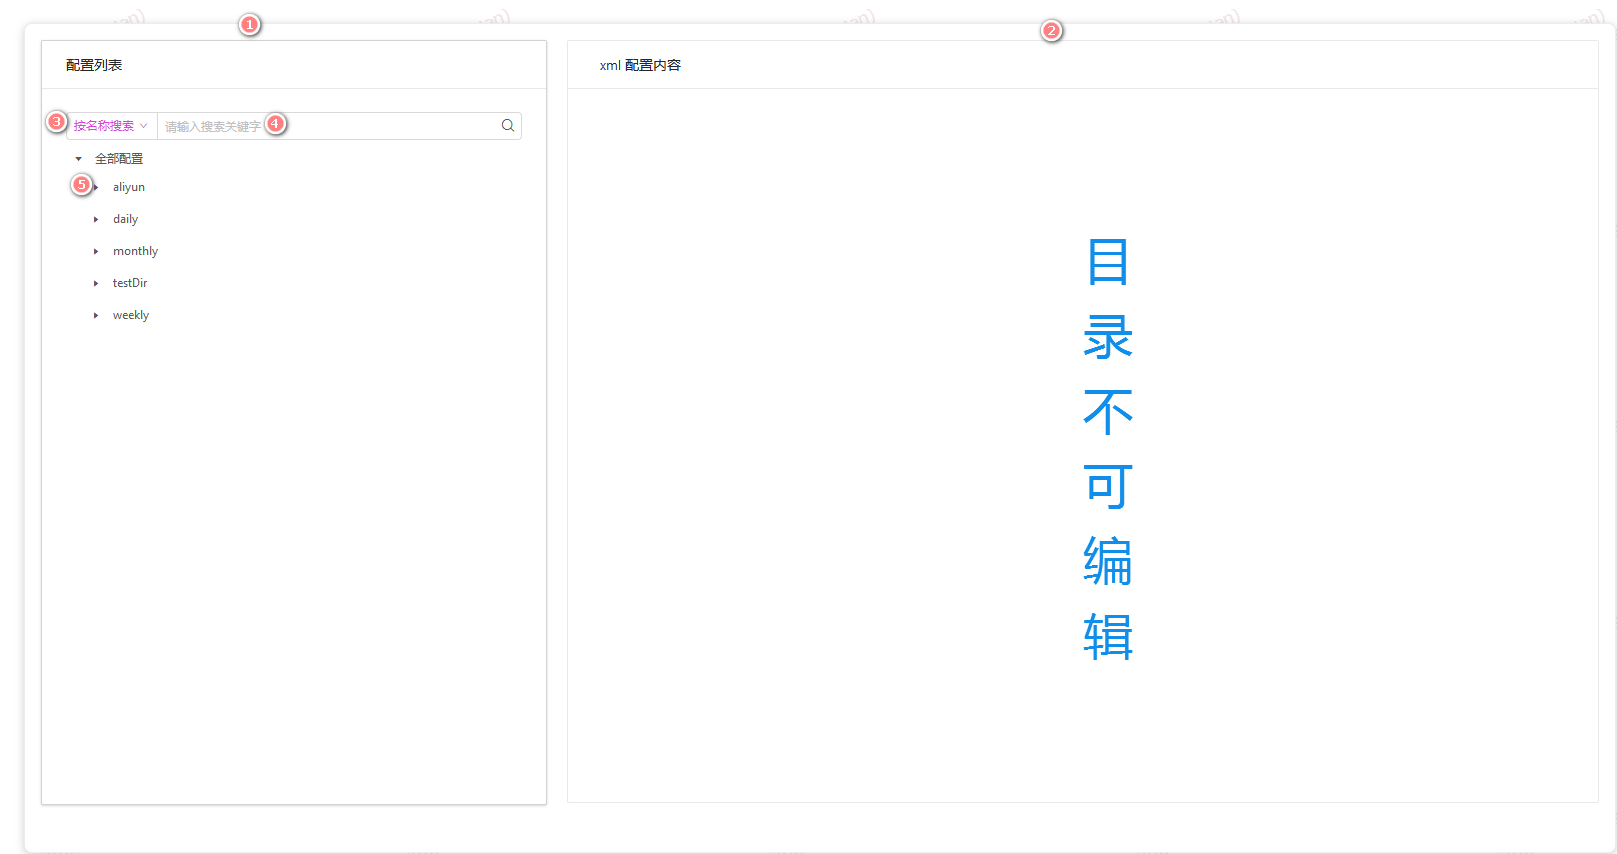 1
2
配置列表
xml 配置内容
3
按名称搜索
请输入搜索关键字
4
全部配置
5
aliyun
daily
monthly
testDir
weekly
目
录
不
可
编
辑